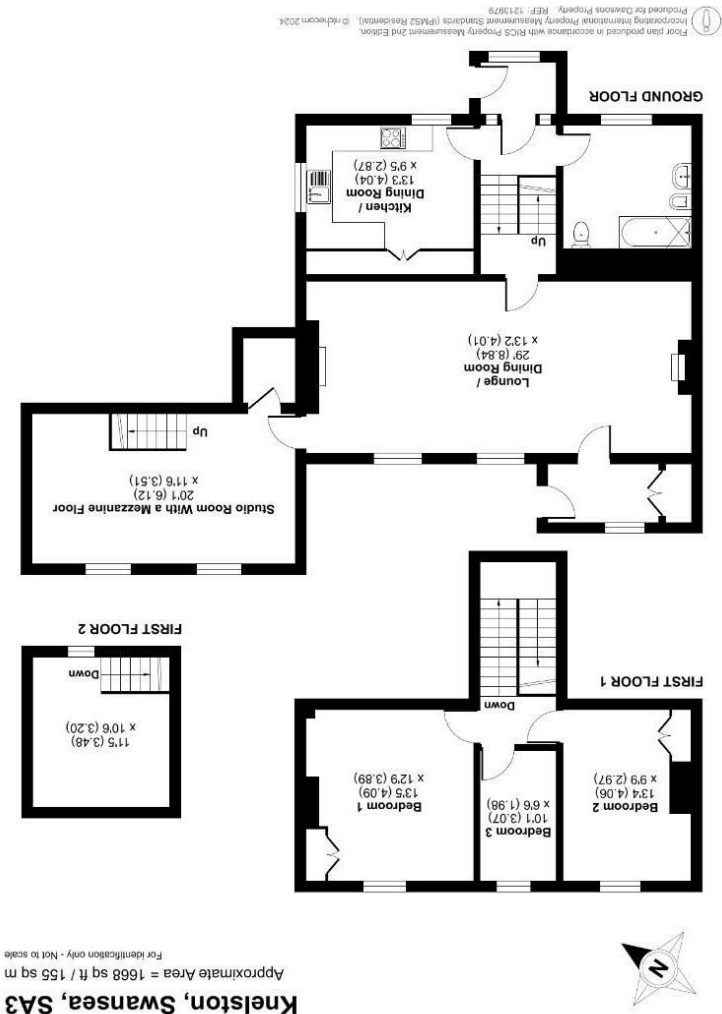 Knelston, Swansea, SA3
Approximate Area = 1668 sq ft / 155 sq m
For identification only - Not to scale
N
Bedroom 2
13'4 (4.06)
x 9'9 (2.97)
Bedroom 3
10'1 (3.07)
x 6'6 (1.98)
Bedroom 1
13'5 (4.09)
x 12'9 (3.89)
Down
FIRST FLOOR 1
11'5 (3.48)
x 10'6 (3.20)
Down
FIRST FLOOR 2
Studio Room With a Mezzanine Floor
20'1 (6.12)
x 11'6 (3.51)
Up
Lounge /
Dining Room
29' (8.84)
x 13'2 (4.01)
Up
Kitchen /
Dining Room
13'3 (4.04)
x 9'5 (2.87)
GROUND FLOOR
Floor plan produced in accordance with RICS Property Measurement 2nd Edition,
Incorporating International Property Measurement Standards (IPMS2 Residential). © nichecom 2024.
Produced for Dawsons Property. REF: 1213979